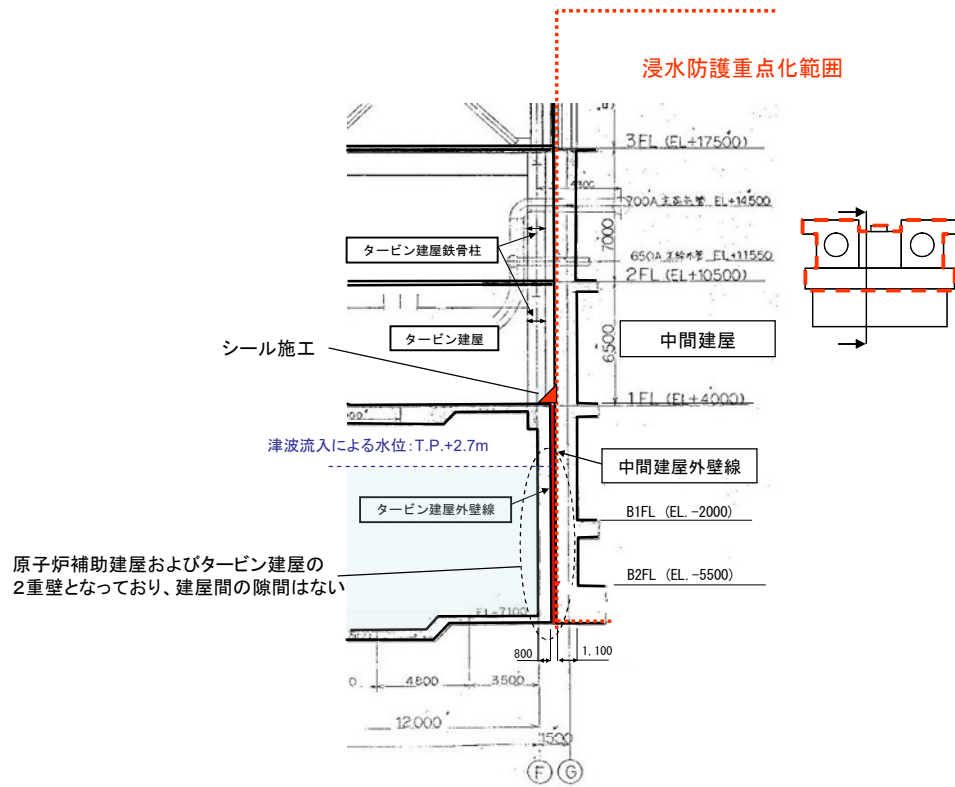 浸水防護重点化範囲
3FL (EL+17500)
4300
700A 主蒸気管 EL+14500
7000
タービン建屋鉄骨柱
650A 主給水管 EL+11550
2FL (EL+10500)
タービン建屋
6500
中間建屋
シール施工
1FL (EL+4000)
津波流入による水位:T.P.+2.7m
中間建屋外壁線
タービン建屋外壁線
B1FL (EL.-2000)
原子炉補助建屋およびタービン建屋の
2重壁となっており、建屋間の隙間はない
B2FL (EL.-5500)
EL-7100
800
1,100
4800
3500
12,000
1500
F
G